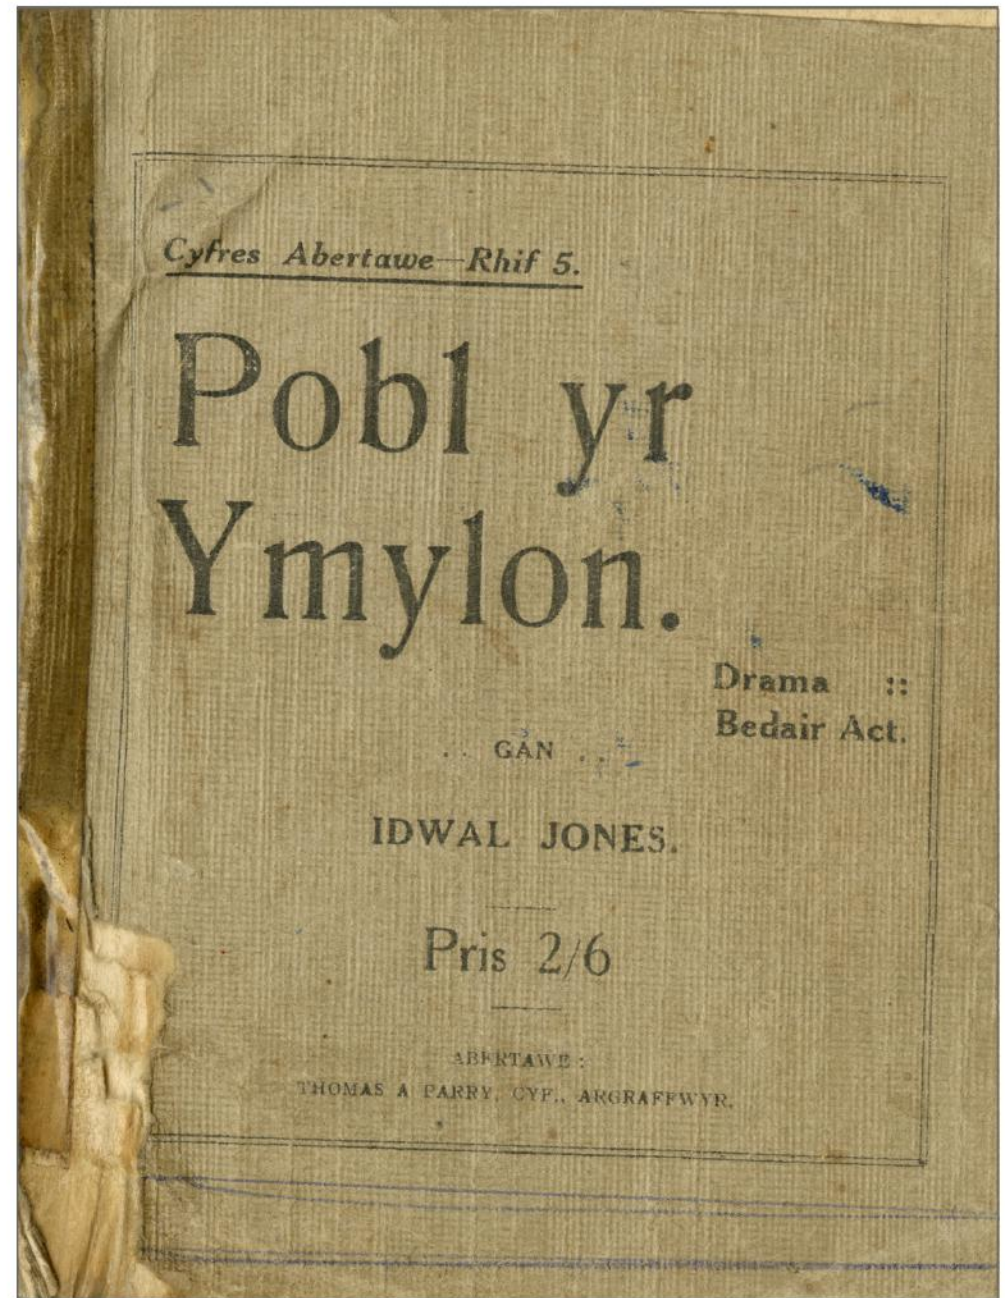 Cyfres Abertawe—Rhif 5.
Pobl yr
Ymylon.
Drama ::
Bedair Act.
. . GAN . .
IDWAL JONES.
Pris 2/6
ABERTAWE :
THOMAS A PARRY, CYF., ARGRAFFWYR.